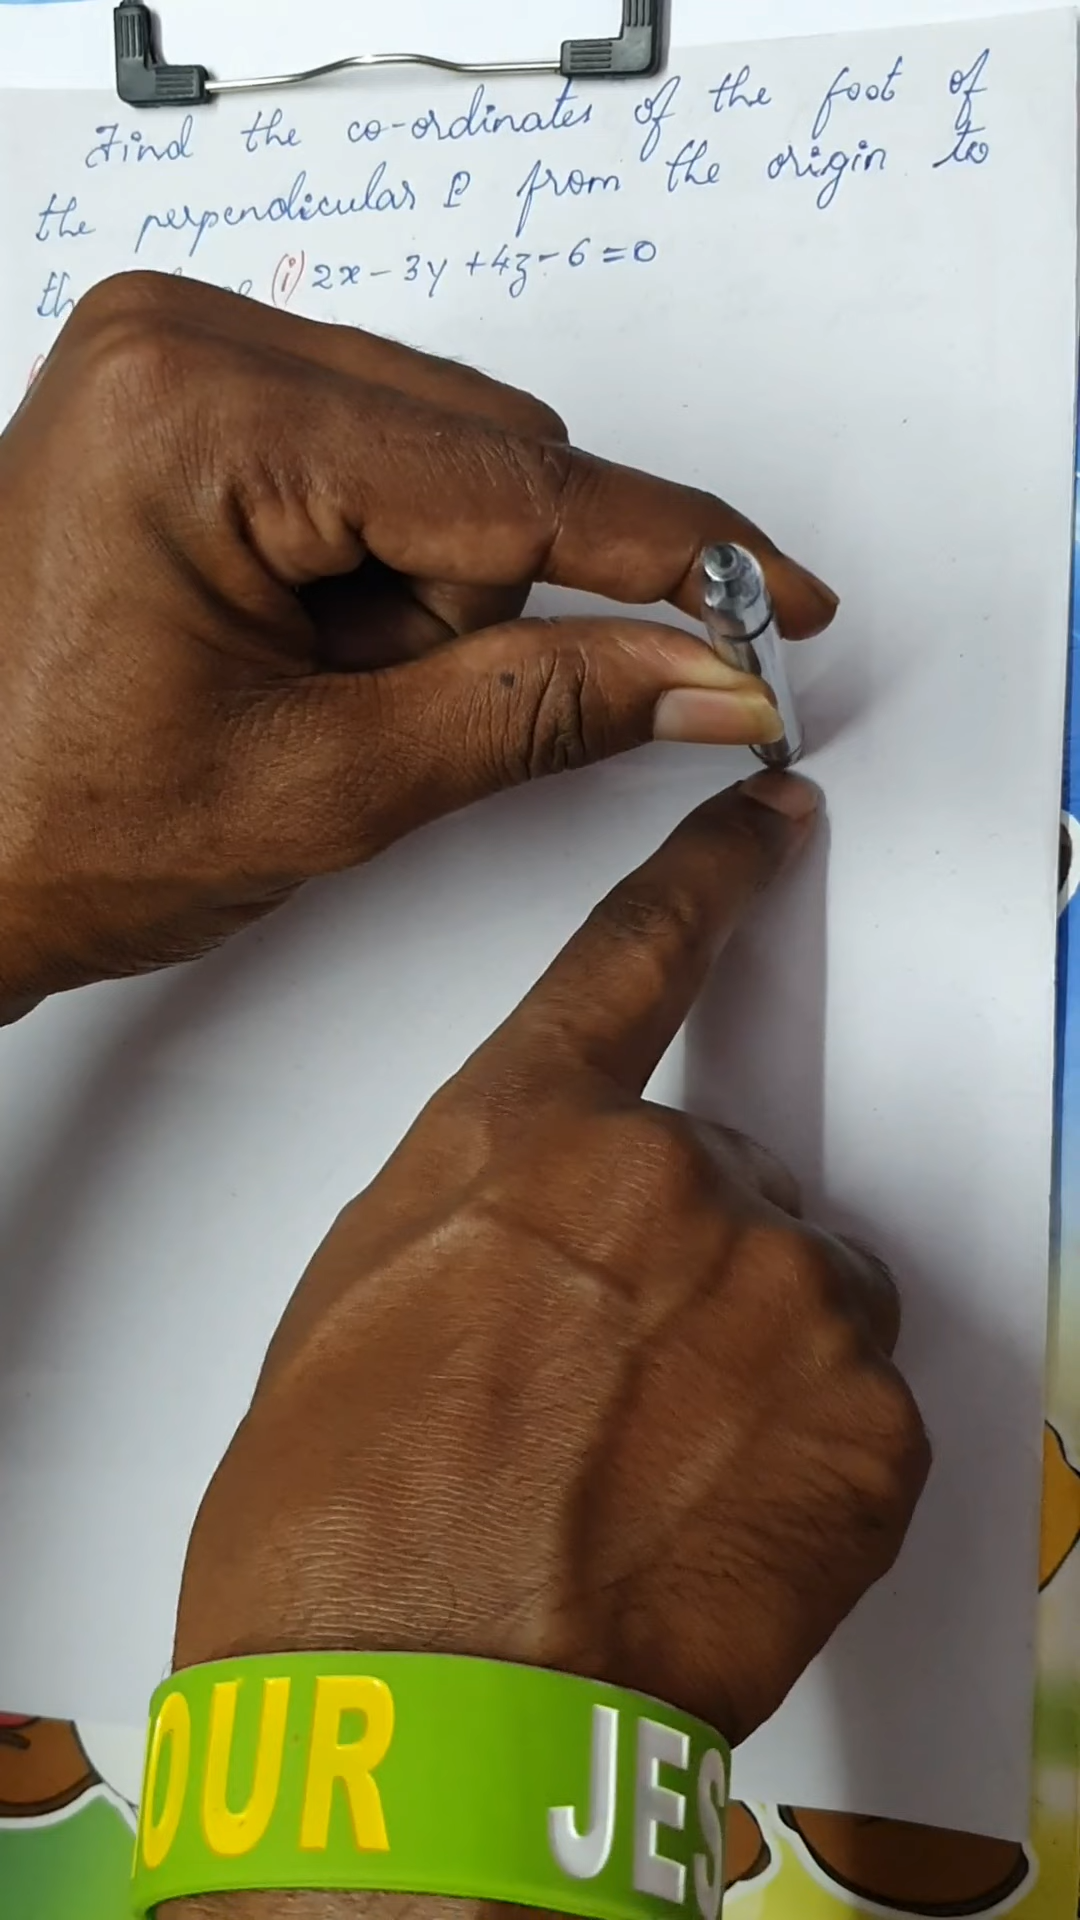 Find the co-ordinates of the foot of
the perpendicular P from the origin to
(i) 2x - 3y + 4z - 6 = 0
OUR JES